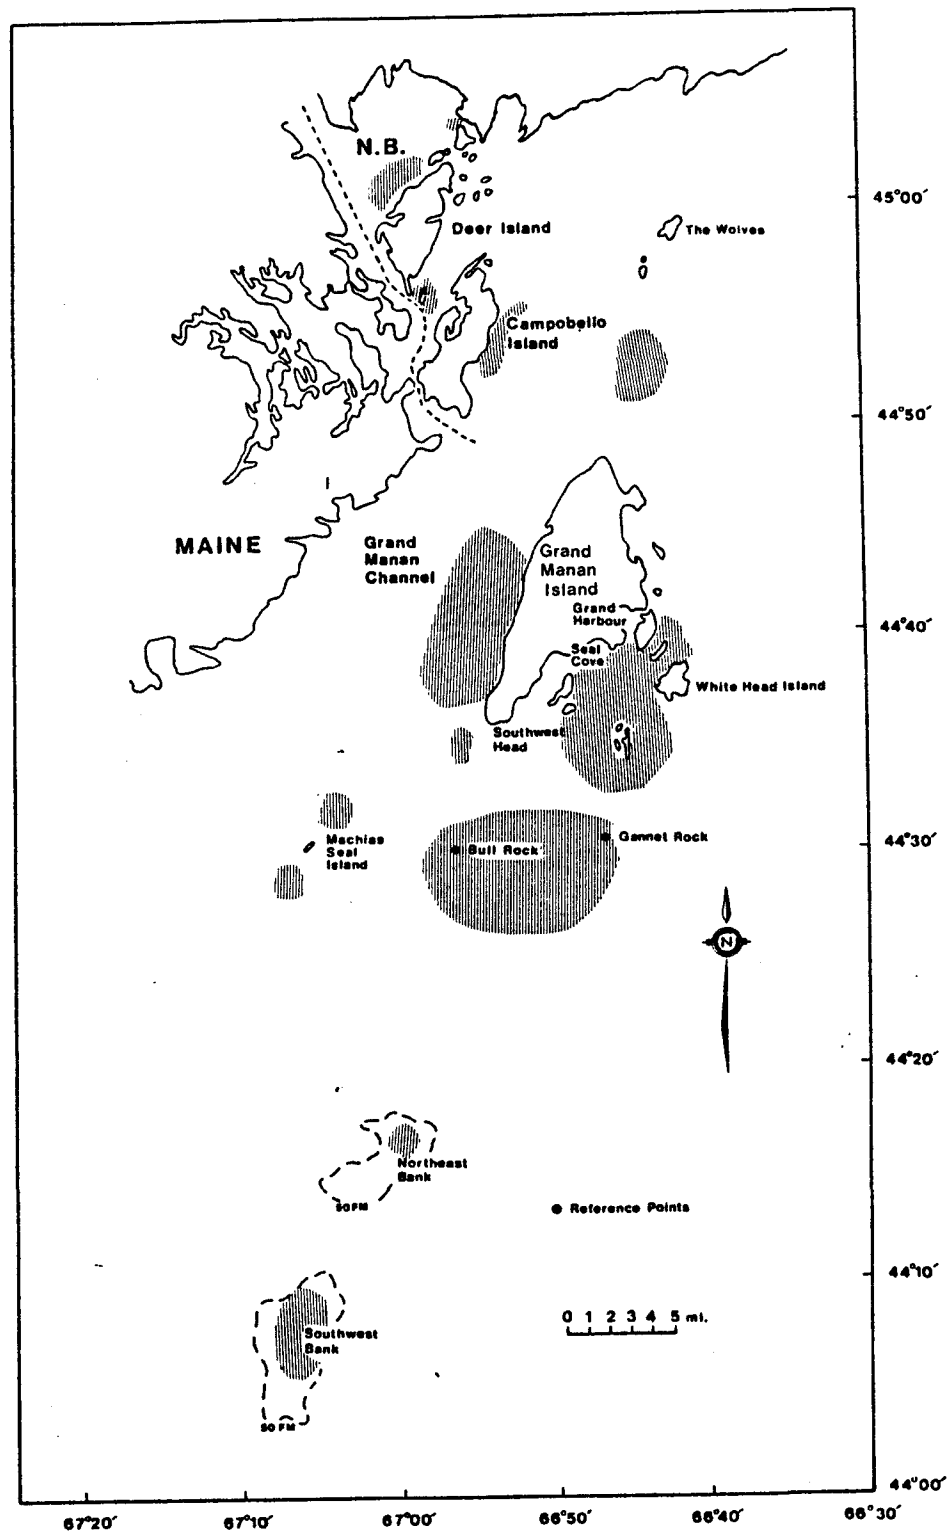 N.B.
45°00′
Deer Island
The Wolves
Campobello
Island
44°50′
MAINE
Grand
Manan
Channel
Grand
Manan
Island
Grand
Harbour
44°40′
Seal
Cove
White Head Island
Southwest
Head
Machias
Seal
Island
Bull Rock
Gannet Rock
44°30′
N
44°20′
Northeast
Bank
50FM
Reference Points
44°10′
0 1 2 3 4 5 mi.
Southwest
Bank
50FM
44°00′
67°20′
67°10′
67°00′
66°50′
66°40′
66°30′